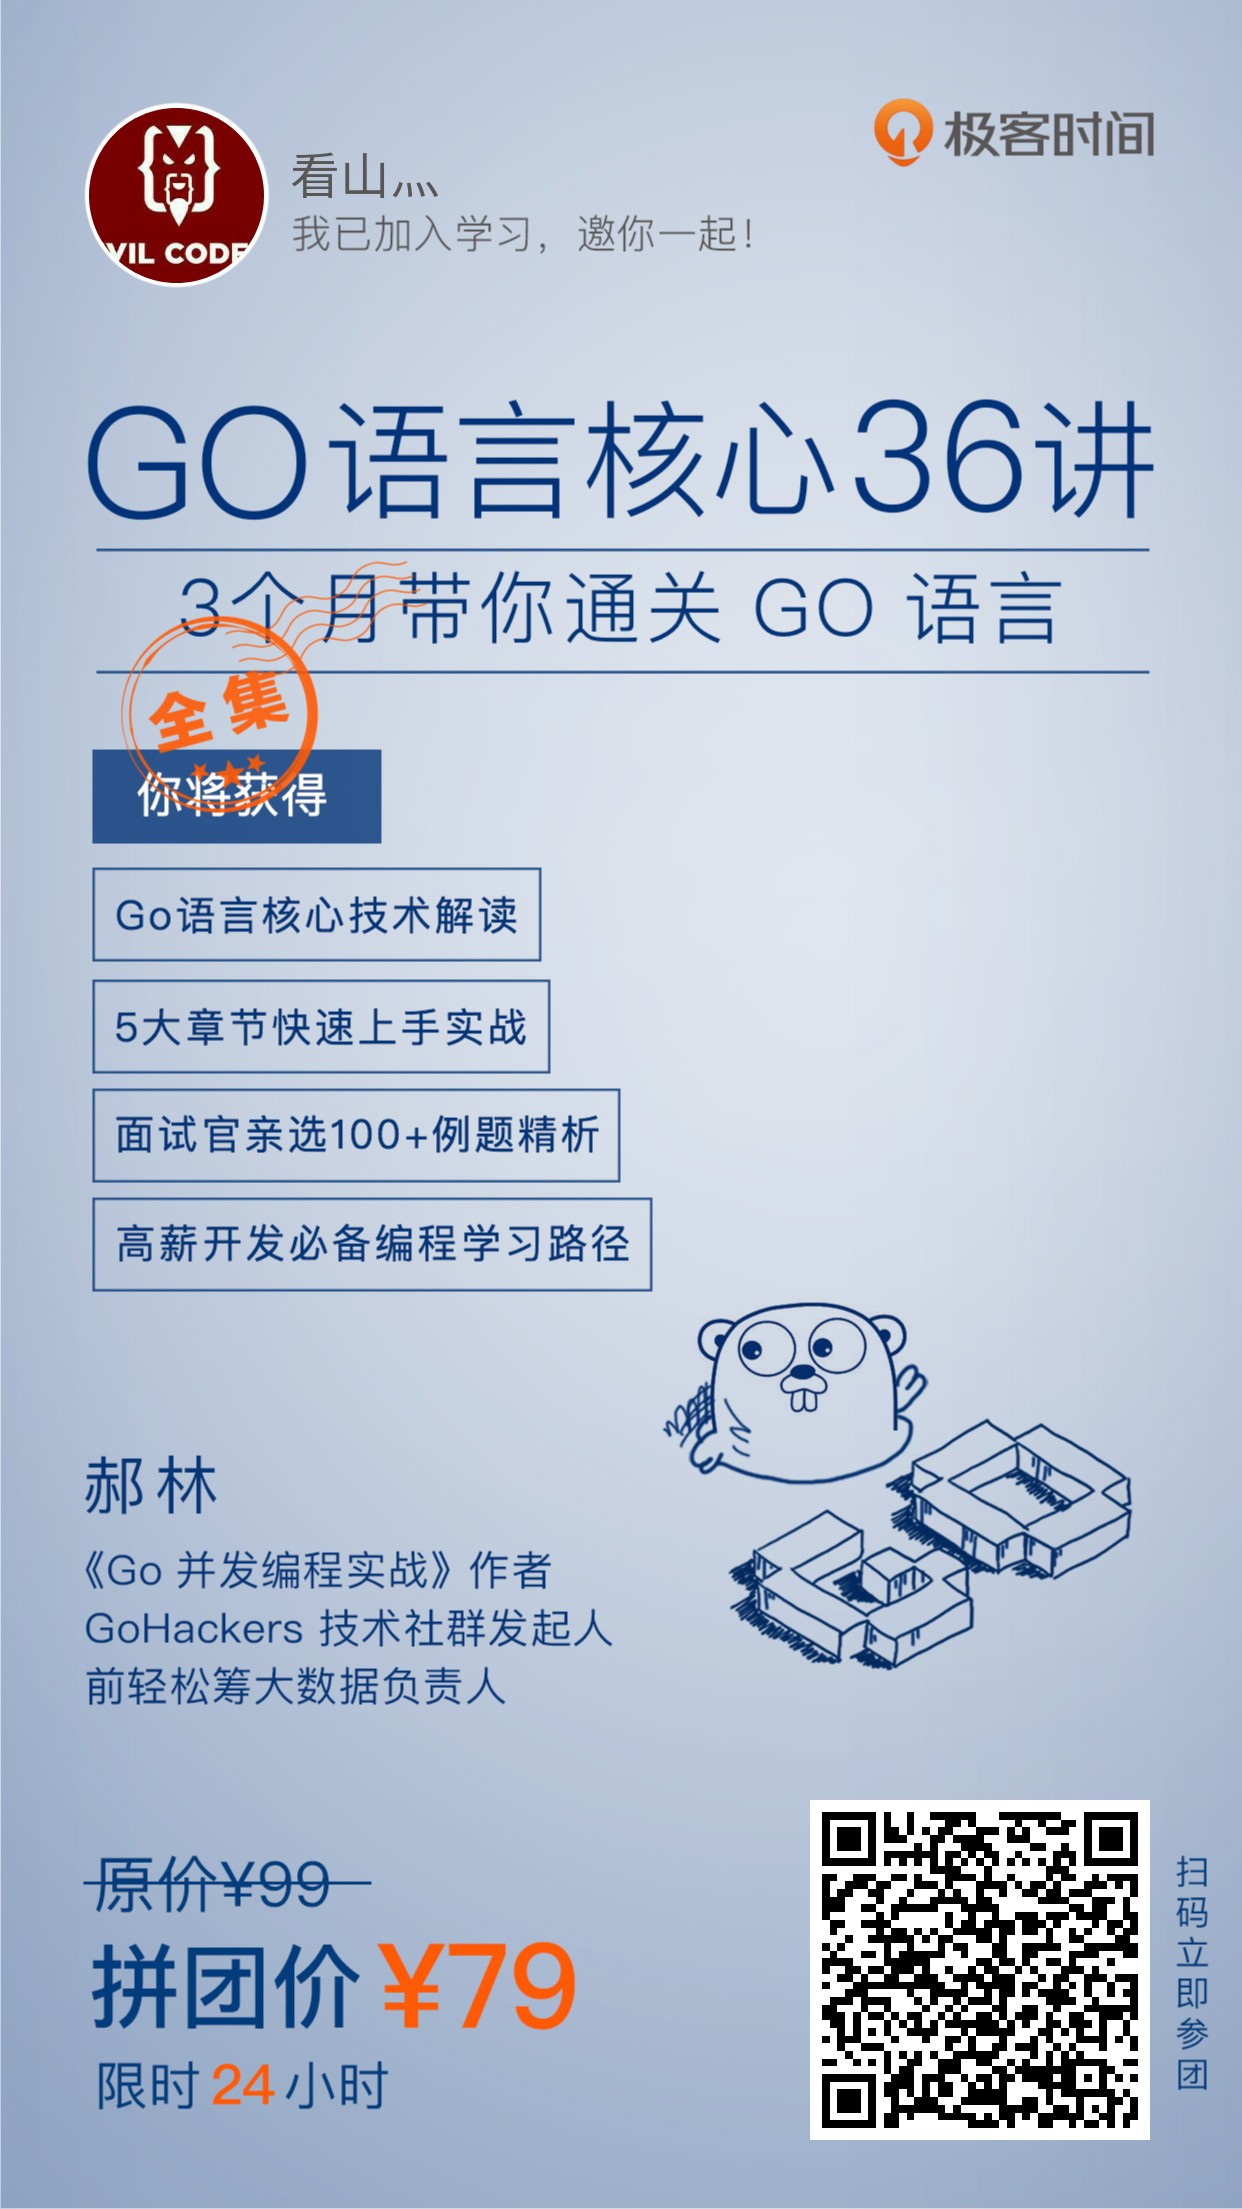 极客时间
看山灬
我已加入学习，邀你一起！
VIL CODE
GO语言核心36讲
3个月带你通关 GO 语言
全集
你将获得
Go语言核心技术解读
5大章节快速上手实战
面试官亲选100+例题精析
高薪开发必备编程学习路径
郝林
《Go 并发编程实战》作者
GoHackers 技术社群发起人
前轻松筹大数据负责人
原价¥99
拼团价¥79
限时24小时
扫码立即参团